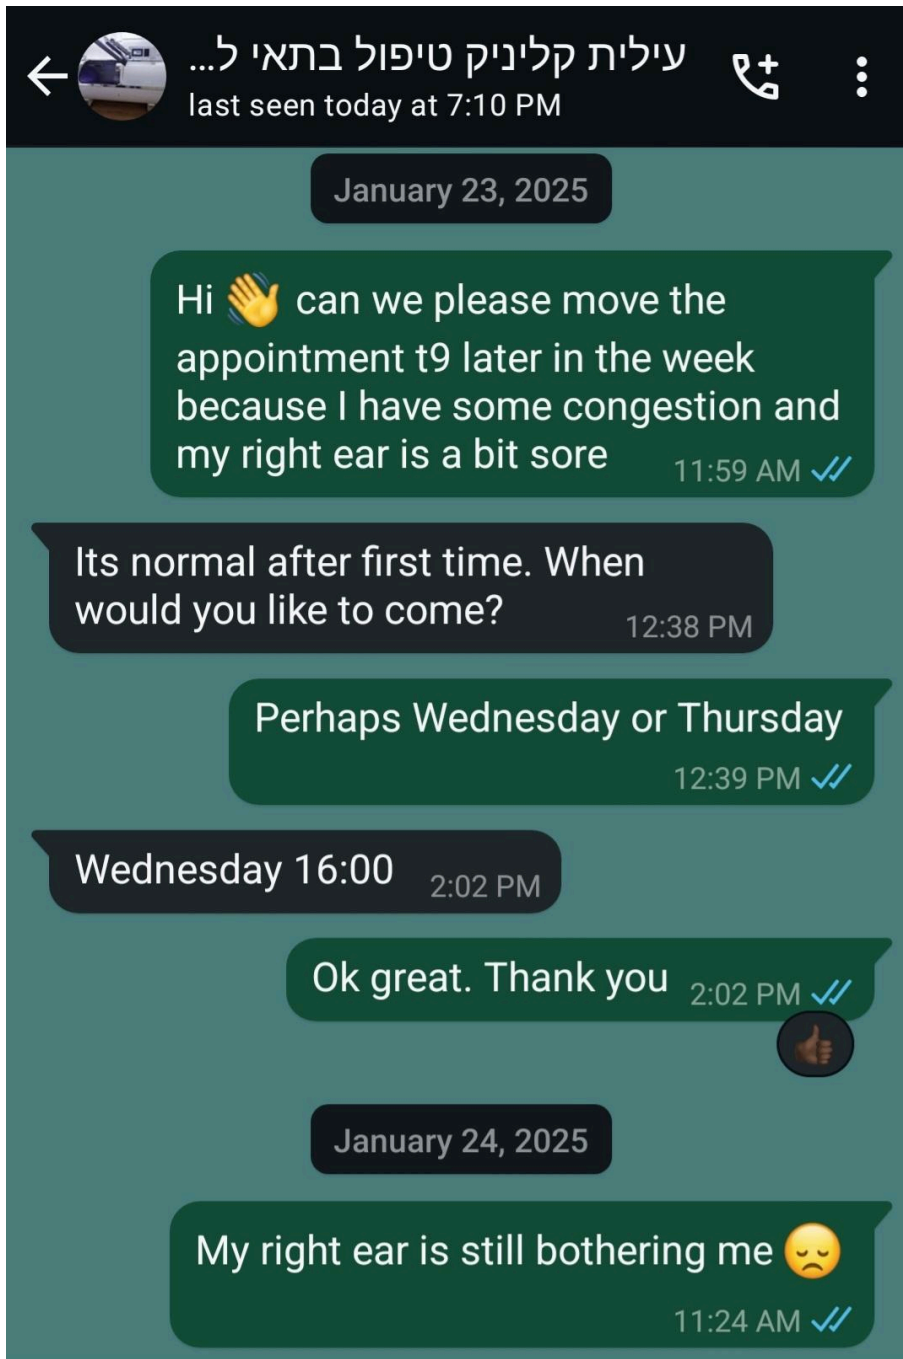 עילית קליניק טיפול בתאי ל...
last seen today at 7:10 PM
January 23, 2025
Hi 👋 can we please move the
appointment t9 later in the week
because I have some congestion and
my right ear is a bit sore
11:59 AM
Its normal after first time. When
would you like to come?
12:38 PM
Perhaps Wednesday or Thursday
12:39 PM
Wednesday 16:00
2:02 PM
Ok great. Thank you
2:02 PM
👍🏾
January 24, 2025
My right ear is still bothering me 😞
11:24 AM